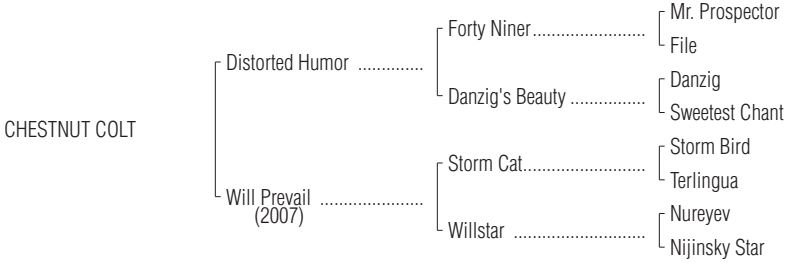 Mr. Prospector
Forty Niner........................
File
Distorted Humor ..............
Danzig
Danzig's Beauty ................
Sweetest Chant
CHESTNUT COLT
Storm Bird
Storm Cat..........................
Terlingua
Will Prevail ......................
(2007)
Nureyev
Willstar ............................
Nijinsky Star